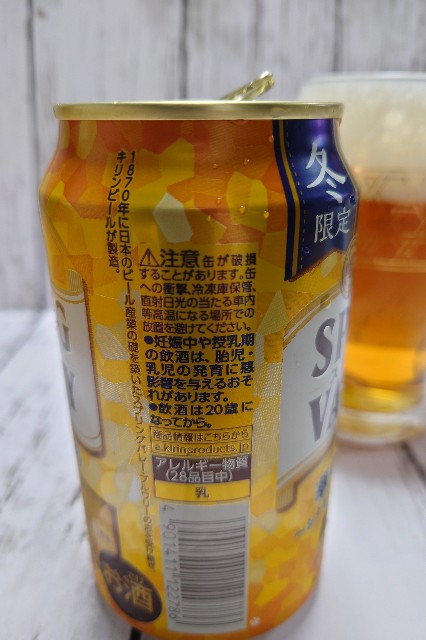 冬
限定
1870年に日本のビール産業の礎を築いたスプリングバレー・ブルワリーの
キリンビールが製造。
⚠注意 缶が破損
することがあります。缶
への衝撃、冷凍庫保管、
直射日光の当たる車内
等高温になる場所での
放置を避けてください。
●妊娠中や授乳期
の飲酒は、胎児・
乳児の発育に悪
影響を与えるおそ
れがあります。
●飲酒は20歳に
なってから。
商品情報はこちらから
a.kirinproducts.jp
アレルギー物質
(28品目中)
乳
お酒